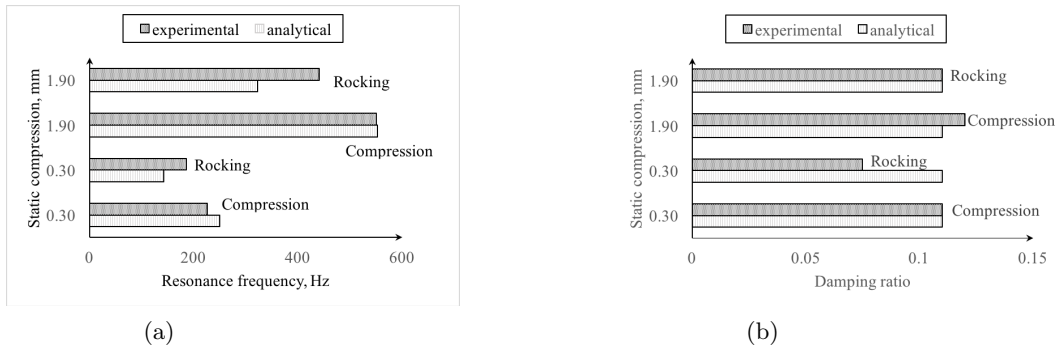 experimental analytical
Static compression, mm
1.90
Rocking
1.90
Compression
0.30
Rocking
0.30
Compression
0 200 400 600
Resonance frequency, Hz
(a)
experimental analytical
Static compression, mm
1.90
Rocking
1.90
Compression
0.30
Rocking
0.30
Compression
0 0.05 0.1 0.15
Damping ratio
(b)